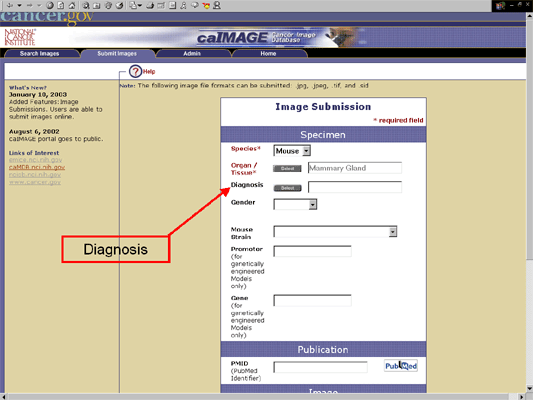 cancer.gov
NATIONAL CANCER INSTITUTE
caIMAGE Cancer Image Database
Search Images Submit Images Admin Home
Help
Note: The following image file formats can be submitted: .jpg, .jpeg, .tif, and .sid
What's New?
January 10, 2003
Added Features:Image
Submissions. Users are able to
submit images online.
August 6, 2002
caIMAGE portal goes to public.
Links of Interest
emice.nci.nih.gov
caMDB.nci.nih.gov
ncicb.nci.nih.gov
www.cancer.gov
Image Submission
* required field
Specimen
Species* Mouse
Organ / Tissue* Select Mammary Gland
Diagnosis Select
Gender
Mouse Strain
Promoter
(for
genetically
engineered
Models
only)
Gene
(for
genetically
engineered
Models
only)
Publication
PMID
(PubMed
Identifier)
PubMed
Image
Diagnosis